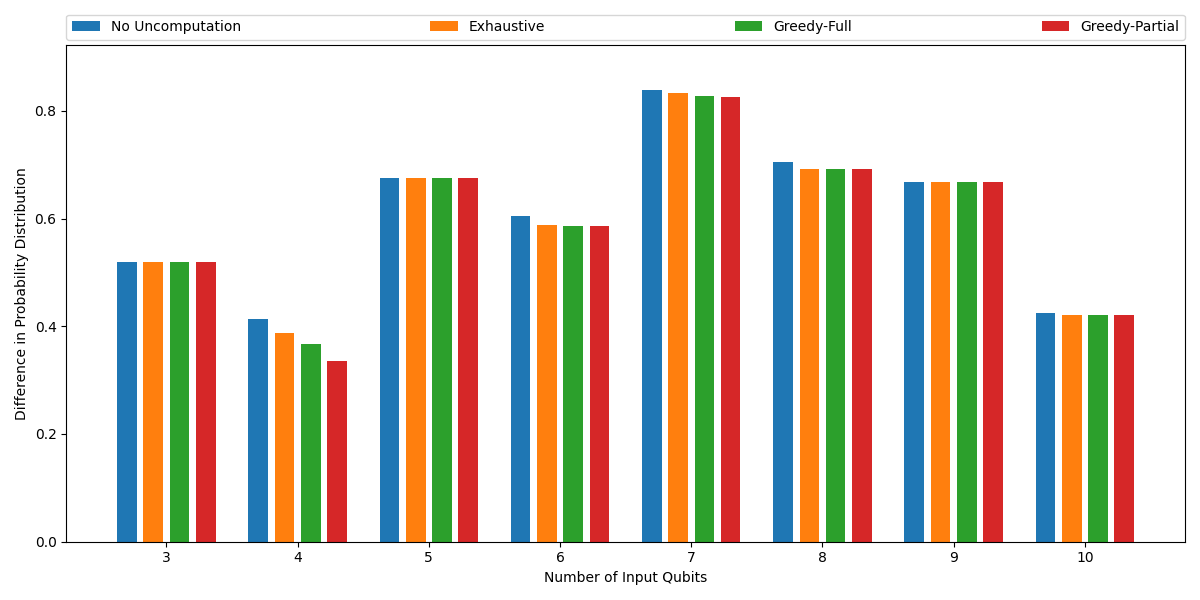 No Uncomputation Exhaustive Greedy-Full Greedy-Partial
Difference in Probability Distribution
0.8
0.6
0.4
0.2
0.0
3 4 5 6 7 8 9 10
Number of Input Qubits